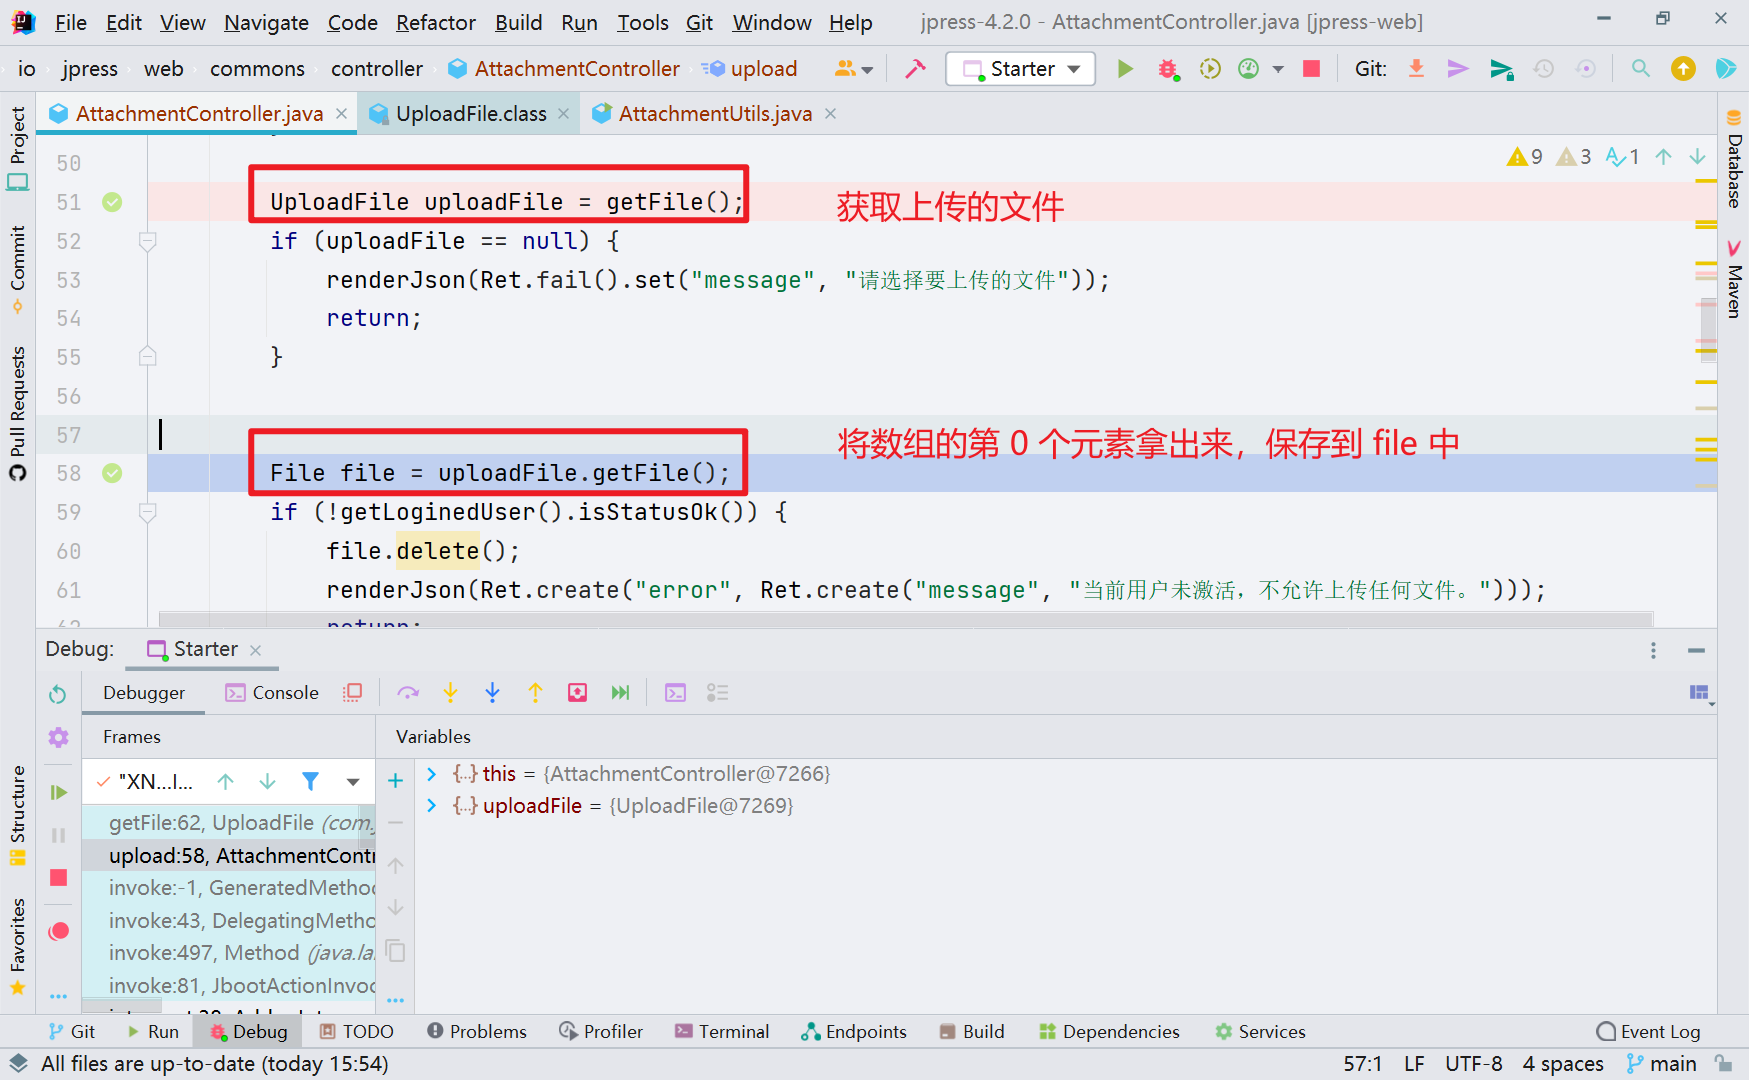 File Edit View Navigate Code Refactor Build Run Tools Git Window Help jpress-4.2.0 - AttachmentController.java [jpress-web]
io jpress web commons controller AttachmentController upload Starter Git:
AttachmentController.java UploadFile.class AttachmentUtils.java
Project
Commit
Pull Requests
Structure
Favorites
Database
Maven
9 3 1
50
51 UploadFile uploadFile = getFile(); 获取上传的文件
52 if (uploadFile == null) {
53 renderJson(Ret.fail().set("message", "请选择要上传的文件"));
54 return;
55 }
56
57
将数组的第 0 个元素拿出来，保存到 file 中
58 File file = uploadFile.getFile();
59 if (!getLoginedUser().isStatusOk()) {
60 file.delete();
61 renderJson(Ret.create("error", Ret.create("message", "当前用户未激活，不允许上传任何文件。")));
62 return;
Debug: Starter
Debugger Console
Frames Variables
"XN...I...
this = {AttachmentController@7266}
uploadFile = {UploadFile@7269}
getFile:62, UploadFile (com.
upload:58, AttachmentContr
invoke:-1, GeneratedMethod
invoke:43, DelegatingMetho
invoke:497, Method (java.la
invoke:81, JbootActionInvoc
Git Run Debug TODO Problems Profiler Terminal Endpoints Build Dependencies Services Event Log
All files are up-to-date (today 15:54) 57:1 LF UTF-8 4 spaces main